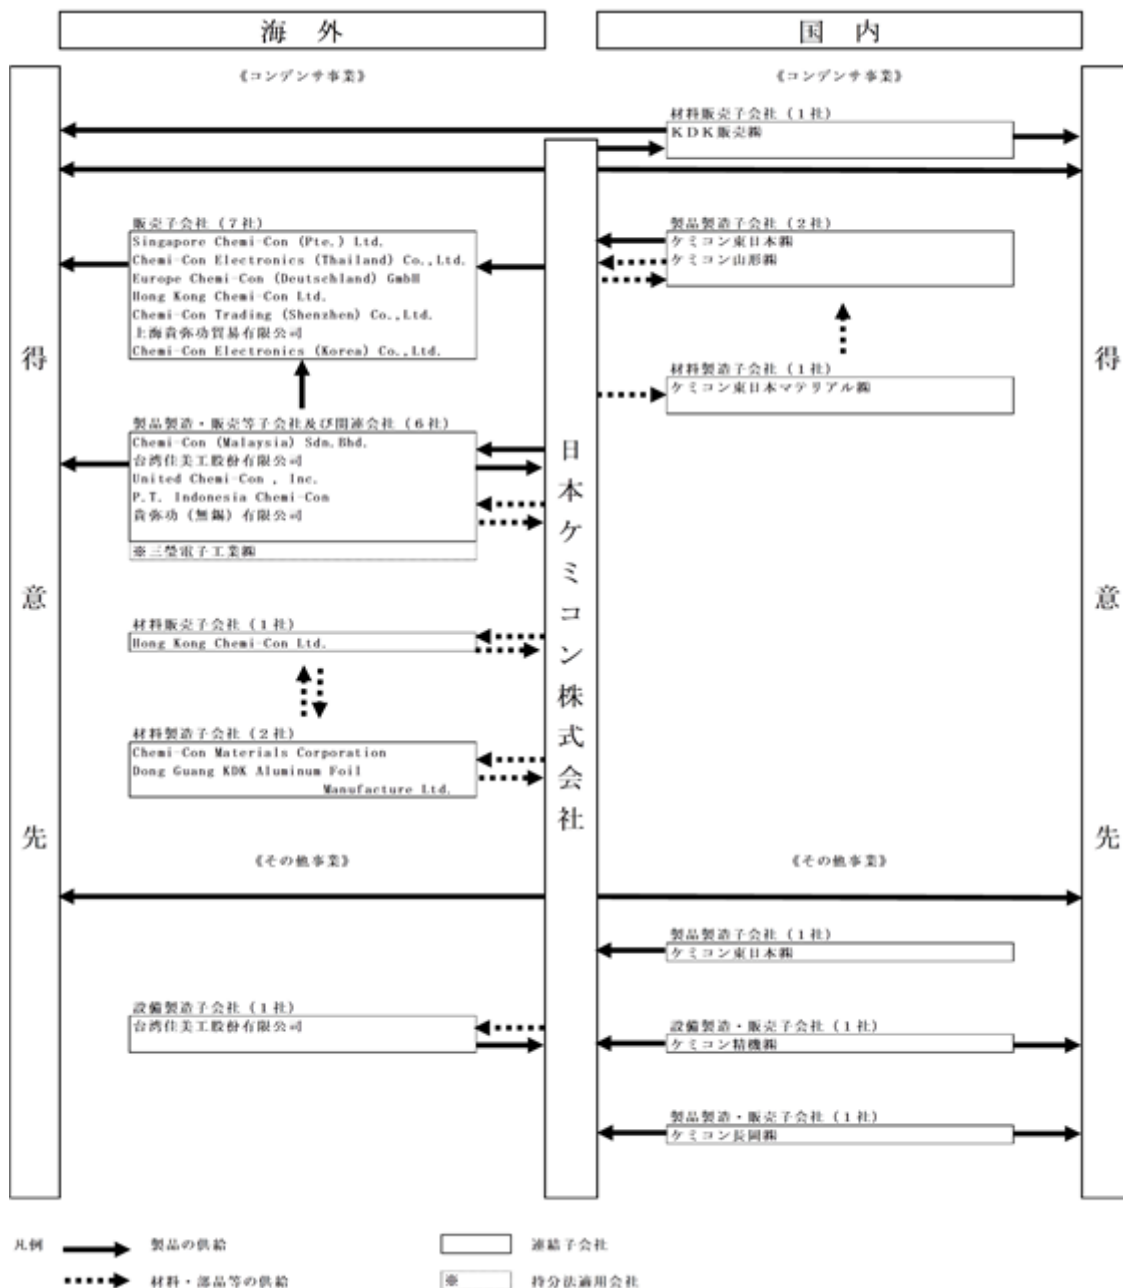 海外
国内
《コンデンサ事業》
《コンデンサ事業》
材料販売子会社(1社)
KDK販売㈱
販売子会社(7社)
Singapore Chemi-Con (Pte.) Ltd.
Chemi-Con Electronics (Thailand) Co.,Ltd.
Europe Chemi-Con (Deutschland) GmbH
Hong Kong Chemi-Con Ltd.
Chemi-Con Trading (Shenzhen) Co.,Ltd.
上海貴弥功貿易有限公司
Chemi-Con Electronics (Korea) Co.,Ltd.
製品製造子会社(2社)
ケミコン東日本㈱
ケミコン山形㈱
材料製造子会社(1社)
ケミコン東日本マテリアル㈱
製品製造・販売等子会社及び関連会社(6社)
Chemi-Con (Malaysia) Sdn.Bhd.
台湾佳美工股份有限公司
United Chemi-Con , Inc.
P.T. Indonesia Chemi-Con
貴弥功(無錫)有限公司
※三瑩電子工業㈱
材料販売子会社(1社)
Hong Kong Chemi-Con Ltd.
材料製造子会社(2社)
Chemi-Con Materials Corporation
Dong Guang KDK Aluminum Foil
Manufacture Ltd.
得意先
日本ケミコン株式会社
得意先
《その他事業》
《その他事業》
製品製造子会社(1社)
ケミコン東日本㈱
設備製造子会社(1社)
台湾佳美工股份有限公司
設備製造・販売子会社(1社)
ケミコン精機㈱
製品製造・販売子会社(1社)
ケミコン長岡㈱
凡例
製品の供給
連結子会社
材料・部品等の供給
※
持分法適用会社